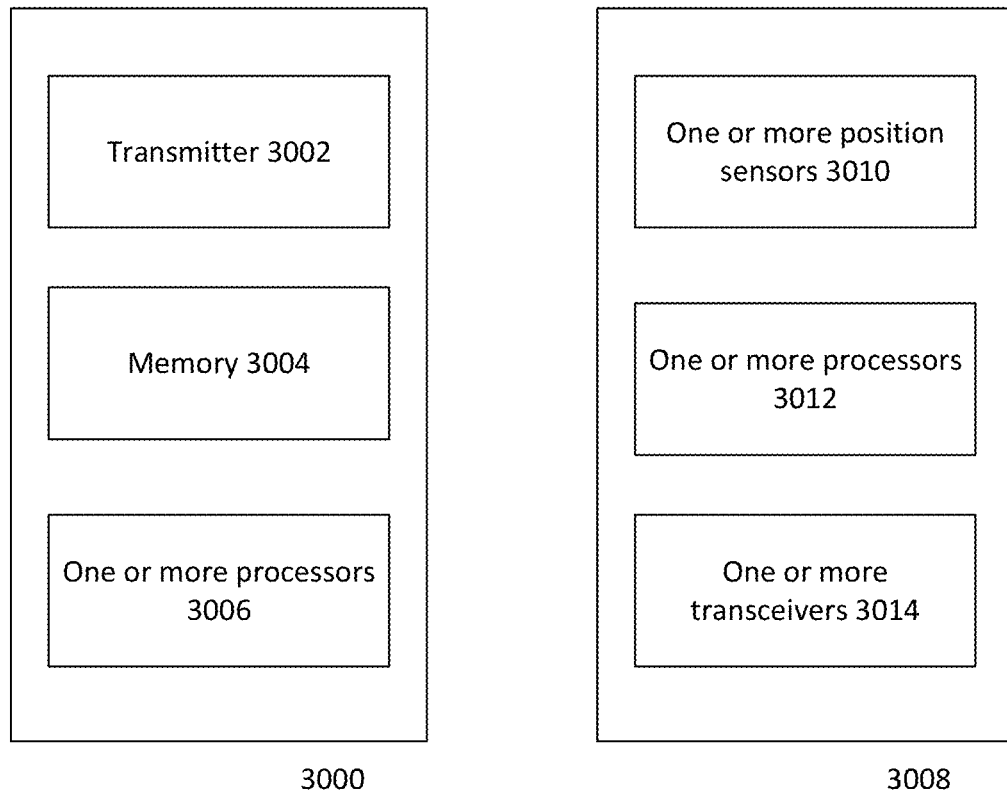 Transmitter 3002
Memory 3004
One or more processors
3006
3000
One or more position
sensors 3010
One or more processors
3012
One or more
transceivers 3014
3008